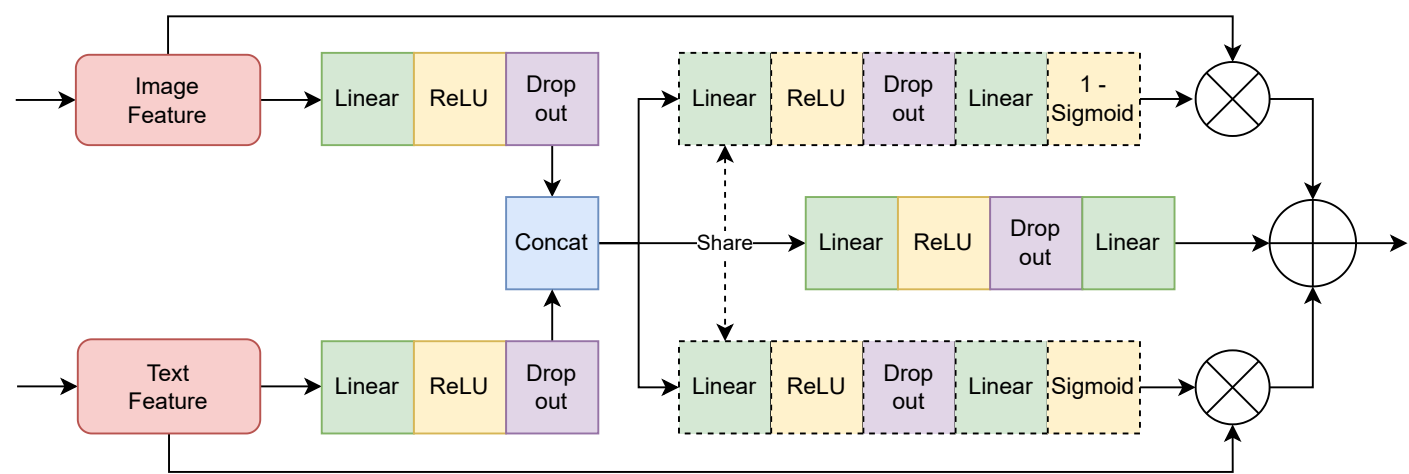 Image
Feature
Linear
ReLU
Drop
out
Linear
ReLU
Drop
out
Linear
1 -
Sigmoid
Concat
Share
Linear
ReLU
Drop
out
Linear
Text
Feature
Linear
ReLU
Drop
out
Linear
ReLU
Drop
out
Linear
Sigmoid